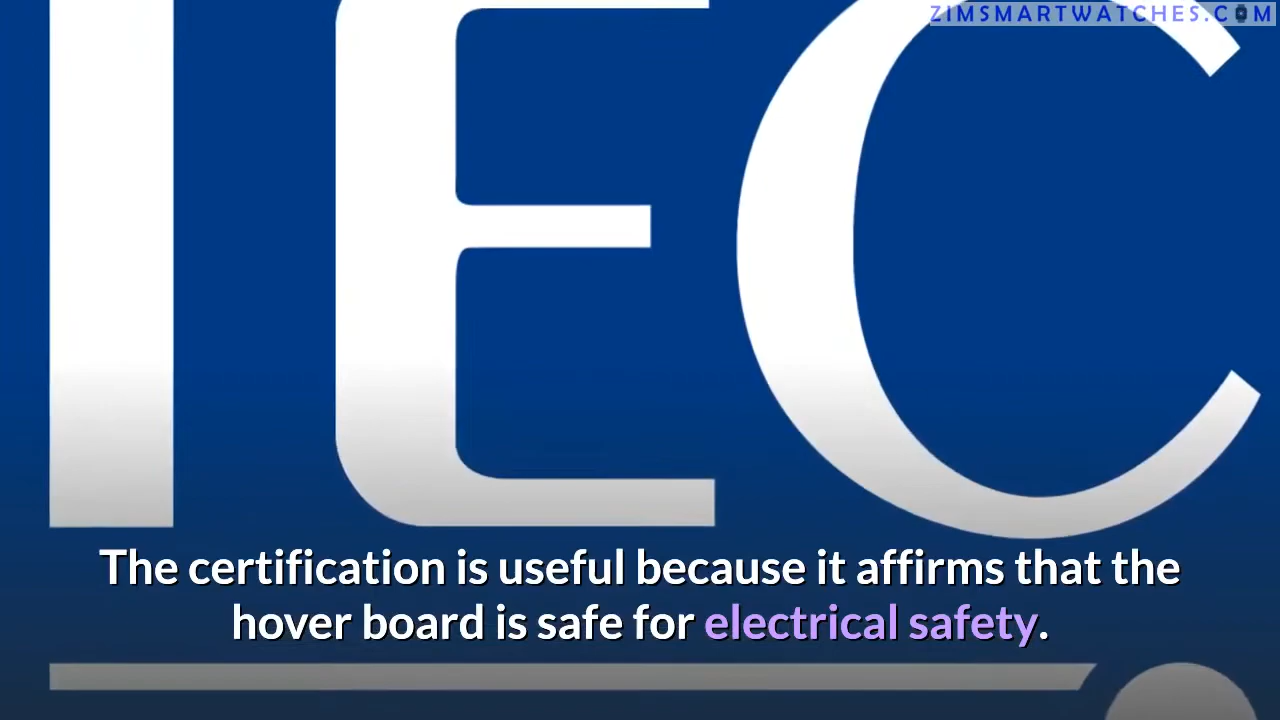 ZIMSMARTWATCHES.COM
IEC
The certification is useful because it affirms that the
hover board is safe for electrical safety.